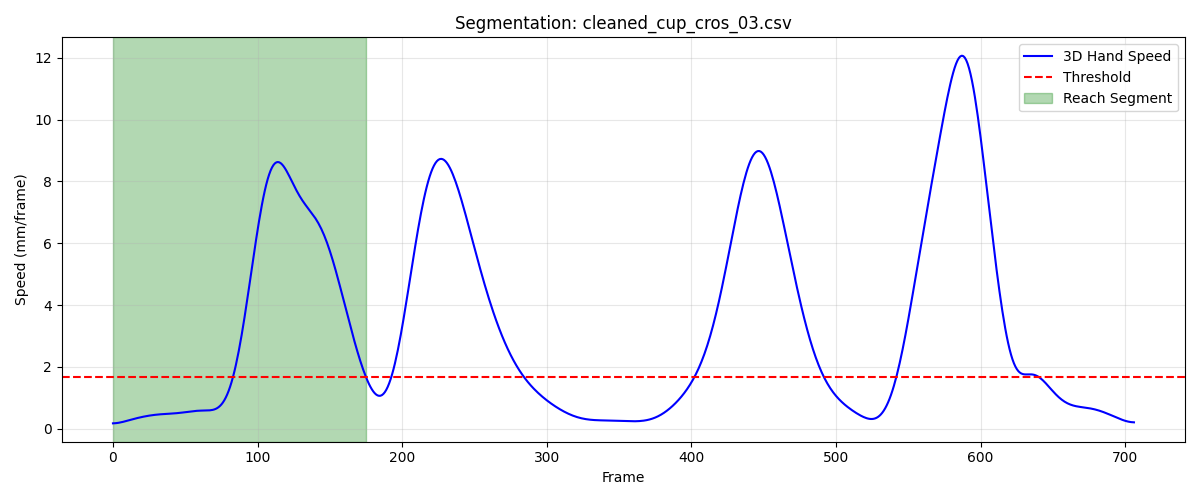 Segmentation: cleaned_cup_cros_03.csv
3D Hand Speed
Threshold
Reach Segment
Speed (mm/frame)
12
10
8
6
4
2
0
0 100 200 300 400 500 600 700
Frame